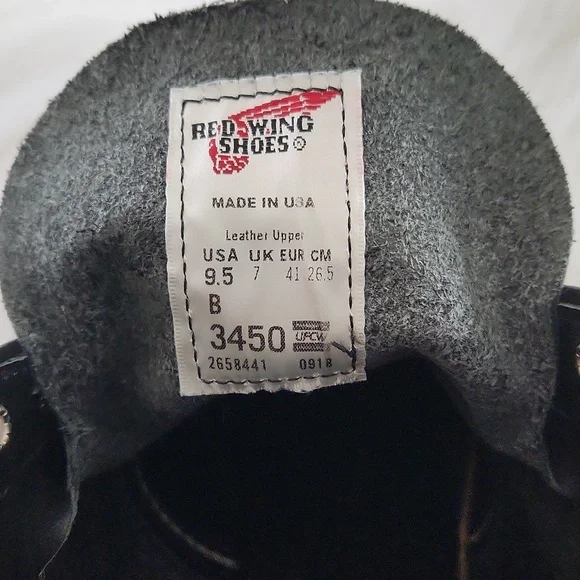 RED WING
SHOES®
MADE IN USA
Leather Upper
USA UK EUR CM
9.5 7 41 26.5
B
3450 UFCW
2658441 0918